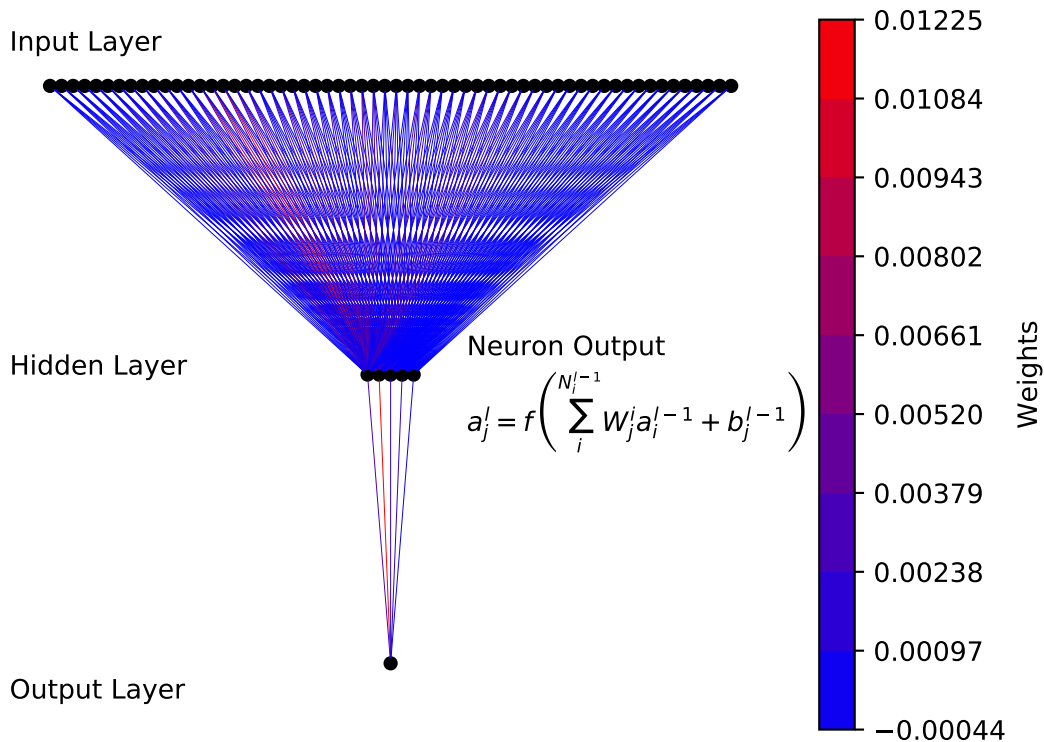 Input Layer
Hidden Layer
Output Layer
Neuron Output
$a_j^l = f\left(\sum_i^{N_i^{l-1}} W_j^i a_i^{l-1} + b_j^{l-1}\right)$
0.01225
0.01084
0.00943
0.00802
0.00661
0.00520
0.00379
0.00238
0.00097
−0.00044
Weights